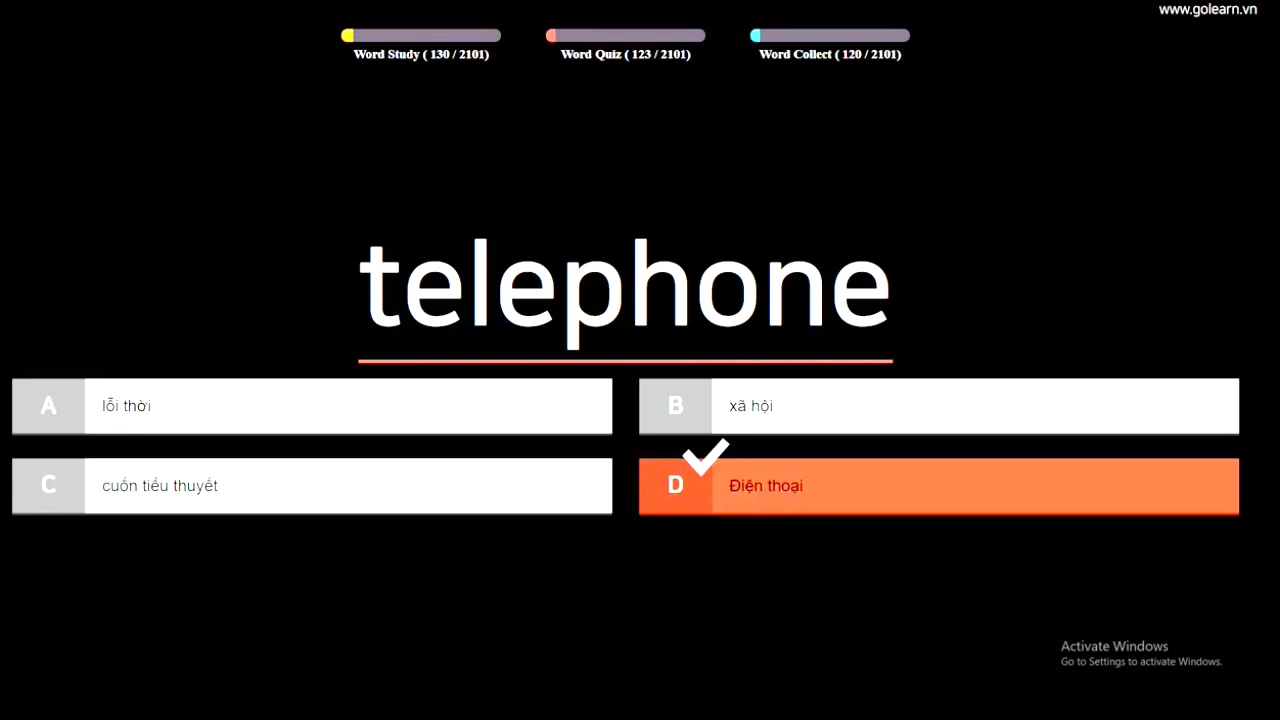 www.golearn.vn
Word Study ( 130 / 2101) Word Quiz ( 123 / 2101) Word Collect ( 120 / 2101)
telephone
A lỗi thời B xã hội
C cuốn tiểu thuyết D Điện thoại
Activate Windows
Go to Settings to activate Windows.